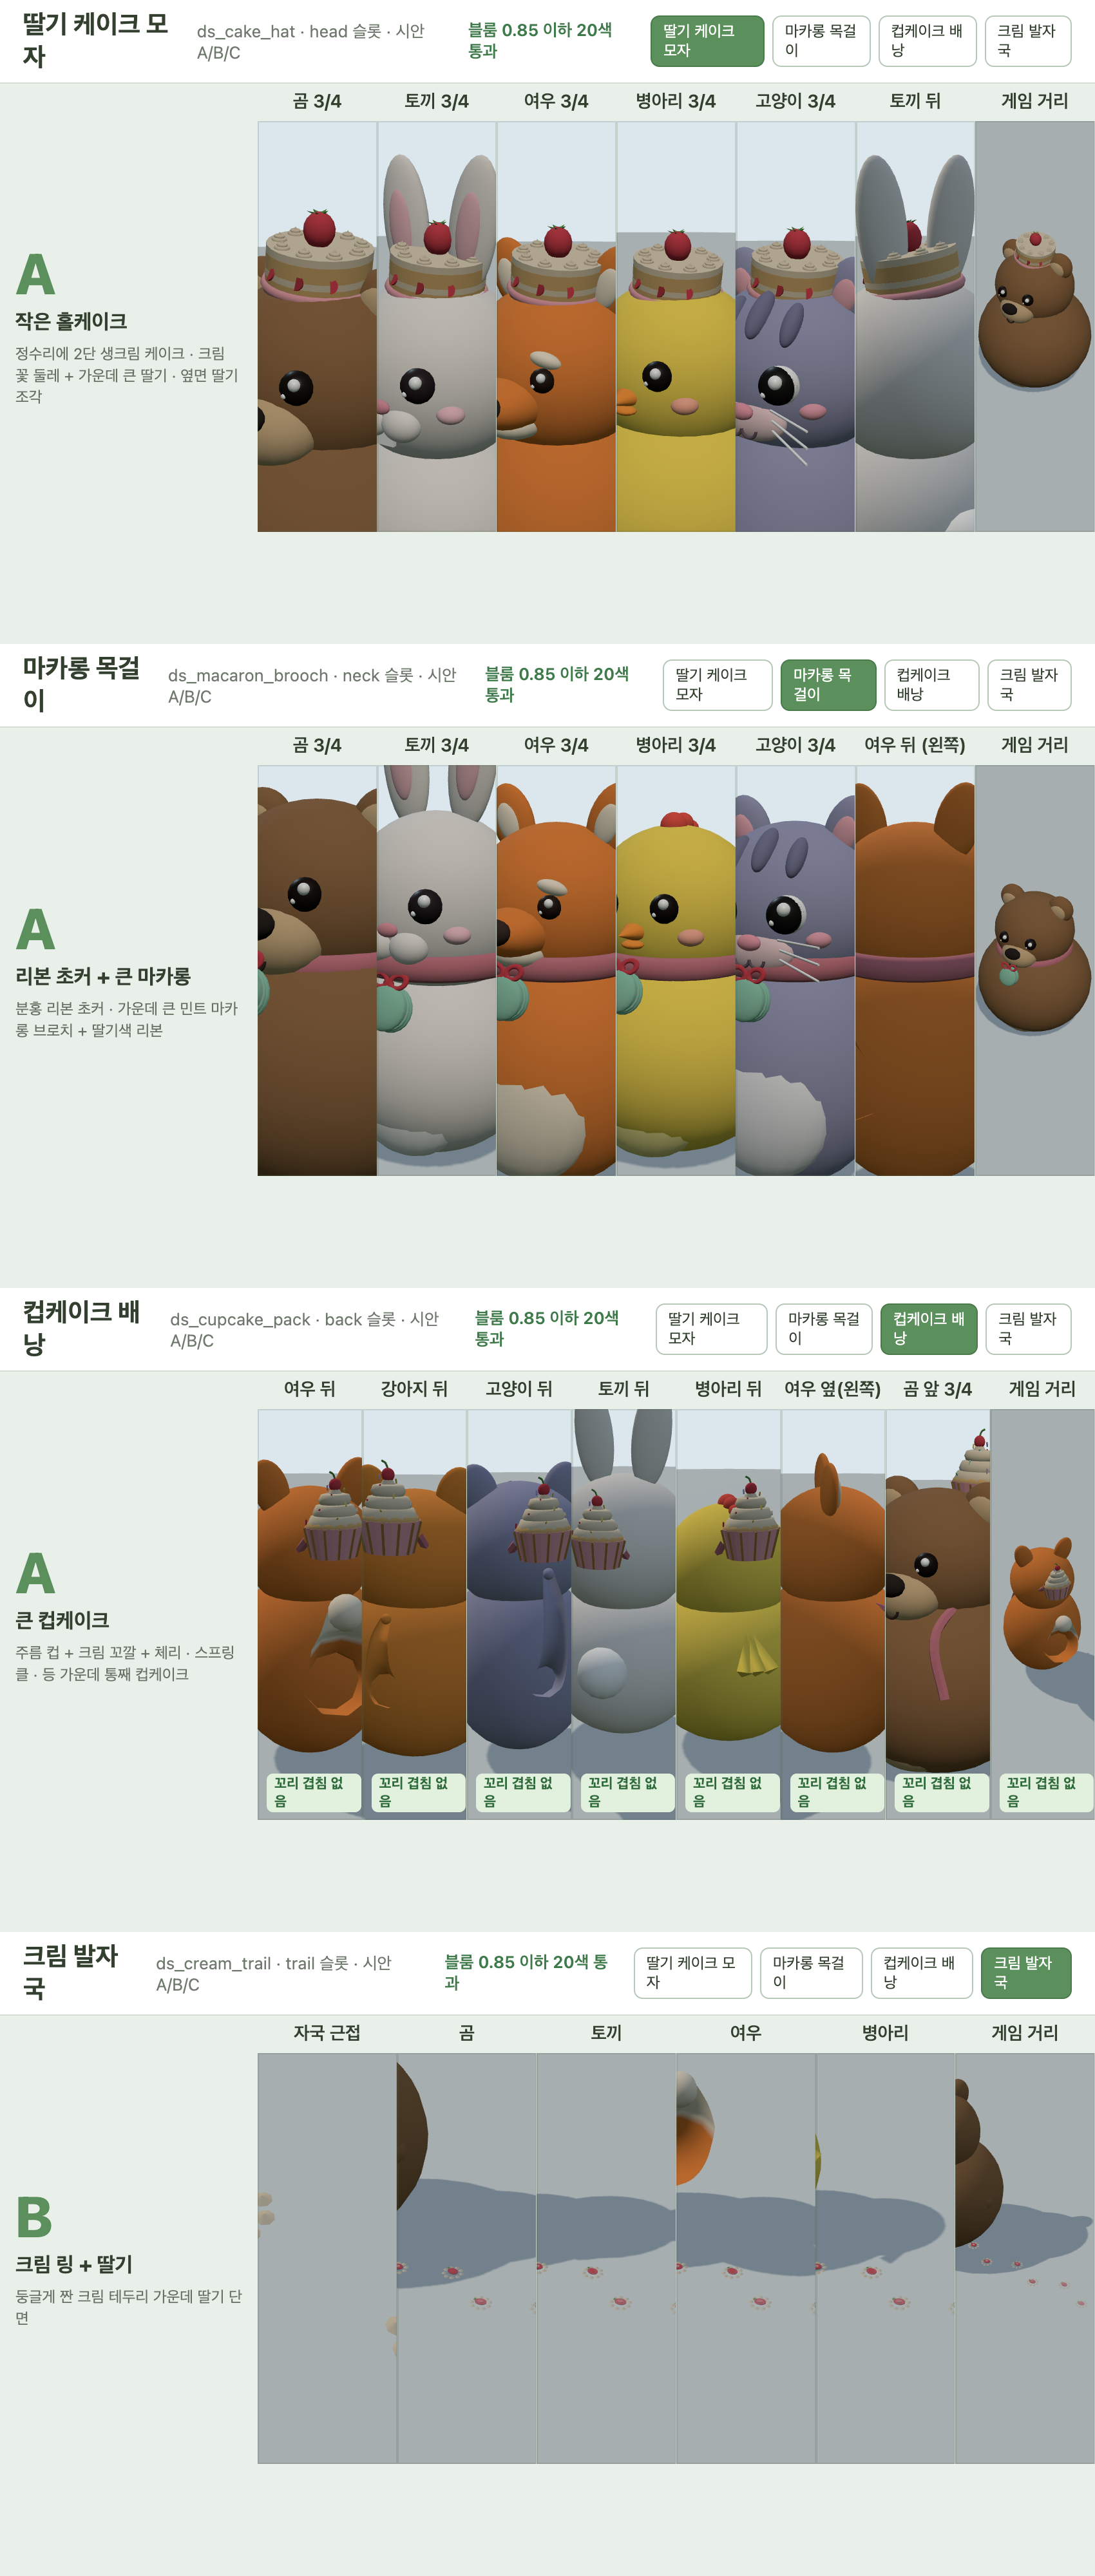 딸기 케이크 모
자
ds_cake_hat · head 슬롯 · 시안
A/B/C
블룸 0.85 이하 20색
통과
딸기 케이크
모자
마카롱 목걸
이
컵케이크 배
낭
크림 발자
국
곰 3/4
토끼 3/4
여우 3/4
병아리 3/4
고양이 3/4
토끼 뒤
게임 거리
A
작은 홀케이크
정수리에 2단 생크림 케이크 · 크림
꽃 둘레 + 가운데 큰 딸기 · 옆면 딸기
조각
마카롱 목걸
이
ds_macaron_brooch · neck 슬롯 · 시안
A/B/C
블룸 0.85 이하 20색
통과
딸기 케이크
모자
마카롱 목
걸이
컵케이크
배낭
크림 발자
국
곰 3/4
토끼 3/4
여우 3/4
병아리 3/4
고양이 3/4
여우 뒤 (왼쪽)
게임 거리
A
리본 초커 + 큰 마카롱
분홍 리본 초커 · 가운데 큰 민트 마카
롱 브로치 + 딸기색 리본
컵케이크 배
낭
ds_cupcake_pack · back 슬롯 · 시안
A/B/C
블룸 0.85 이하 20색
통과
딸기 케이크
모자
마카롱 목걸
이
컵케이크 배
낭
크림 발자
국
여우 뒤
강아지 뒤
고양이 뒤
토끼 뒤
병아리 뒤
여우 옆(왼쪽)
곰 앞 3/4
게임 거리
A
큰 컵케이크
주름 컵 + 크림 꼬깔 + 체리 · 스프링
클 · 등 가운데 통째 컵케이크
꼬리 겹침 없
음
꼬리 겹침 없
음
꼬리 겹침 없
음
꼬리 겹침 없
음
꼬리 겹침 없
음
꼬리 겹침 없
음
꼬리 겹침 없
음
꼬리 겹침 없
음
크림 발자
국
ds_cream_trail · trail 슬롯 · 시안
A/B/C
블룸 0.85 이하 20색 통
과
딸기 케이크 모
자
마카롱 목걸
이
컵케이크 배
낭
크림 발자
국
자국 근접
곰
토끼
여우
병아리
게임 거리
B
크림 링 + 딸기
둥글게 짠 크림 테두리 가운데 딸기 단
면